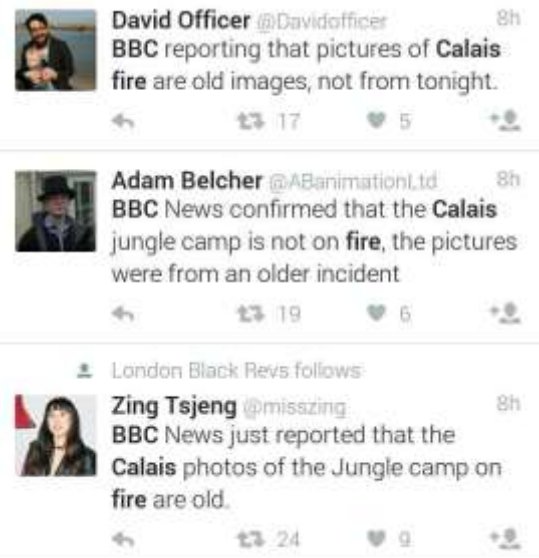 David Officer @Davidofficer 8h
BBC reporting that pictures of Calais
fire are old images, not from tonight.
17 5
Adam Belcher @ABanimationLtd 8h
BBC News confirmed that the Calais
jungle camp is not on fire, the pictures
were from an older incident
19 6
London Black Revs follows
Zing Tsjeng @misszing 8h
BBC News just reported that the
Calais photos of the Jungle camp on
fire are old.
24 9